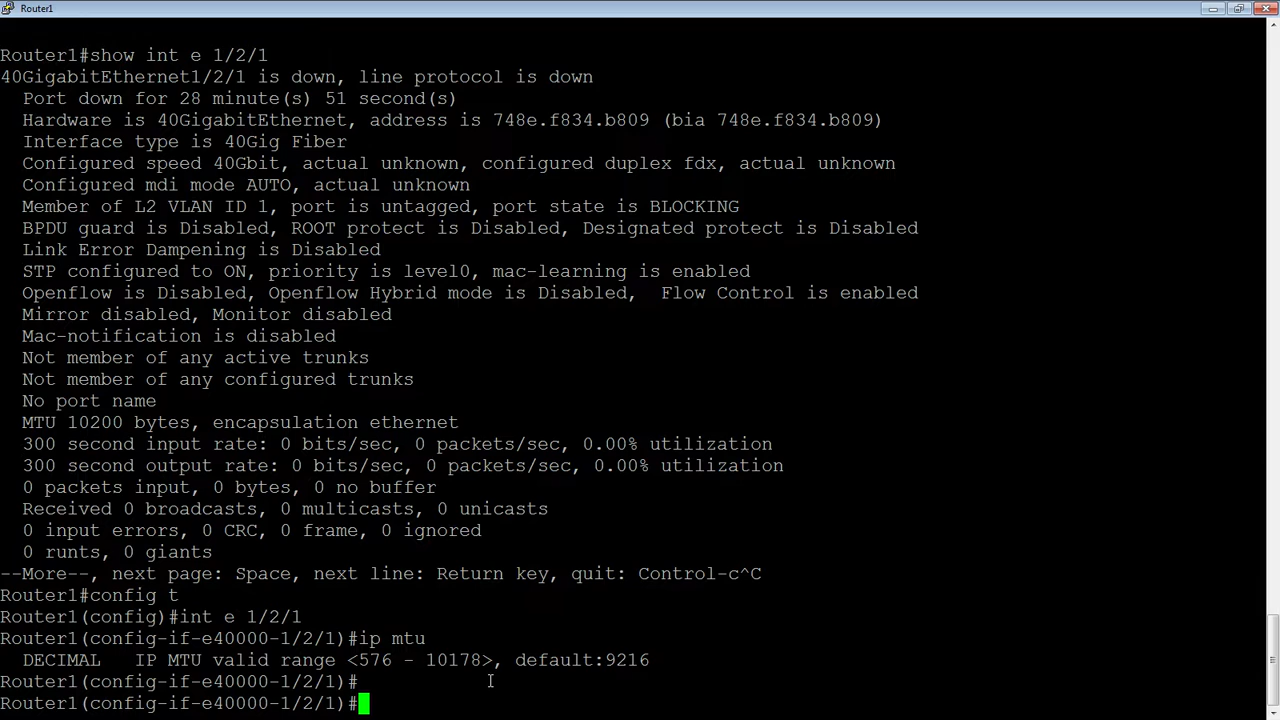 Router1
Router1#show int e 1/2/1
40GigabitEthernet1/2/1 is down, line protocol is down
  Port down for 28 minute(s) 51 second(s)
  Hardware is 40GigabitEthernet, address is 748e.f834.b809 (bia 748e.f834.b809)
  Interface type is 40Gig Fiber
  Configured speed 40Gbit, actual unknown, configured duplex fdx, actual unknown
  Configured mdi mode AUTO, actual unknown
  Member of L2 VLAN ID 1, port is untagged, port state is BLOCKING
  BPDU guard is Disabled, ROOT protect is Disabled, Designated protect is Disabled
  Link Error Dampening is Disabled
  STP configured to ON, priority is level0, mac-learning is enabled
  Openflow is Disabled, Openflow Hybrid mode is Disabled,  Flow Control is enabled
  Mirror disabled, Monitor disabled
  Mac-notification is disabled
  Not member of any active trunks
  Not member of any configured trunks
  No port name
  MTU 10200 bytes, encapsulation ethernet
  300 second input rate: 0 bits/sec, 0 packets/sec, 0.00% utilization
  300 second output rate: 0 bits/sec, 0 packets/sec, 0.00% utilization
  0 packets input, 0 bytes, 0 no buffer
  Received 0 broadcasts, 0 multicasts, 0 unicasts
  0 input errors, 0 CRC, 0 frame, 0 ignored
  0 runts, 0 giants
--More--, next page: Space, next line: Return key, quit: Control-c^C
Router1#config t
Router1(config)#int e 1/2/1
Router1(config-if-e40000-1/2/1)#ip mtu
  DECIMAL   IP MTU valid range <576 - 10178>, default:9216
Router1(config-if-e40000-1/2/1)#
Router1(config-if-e40000-1/2/1)#